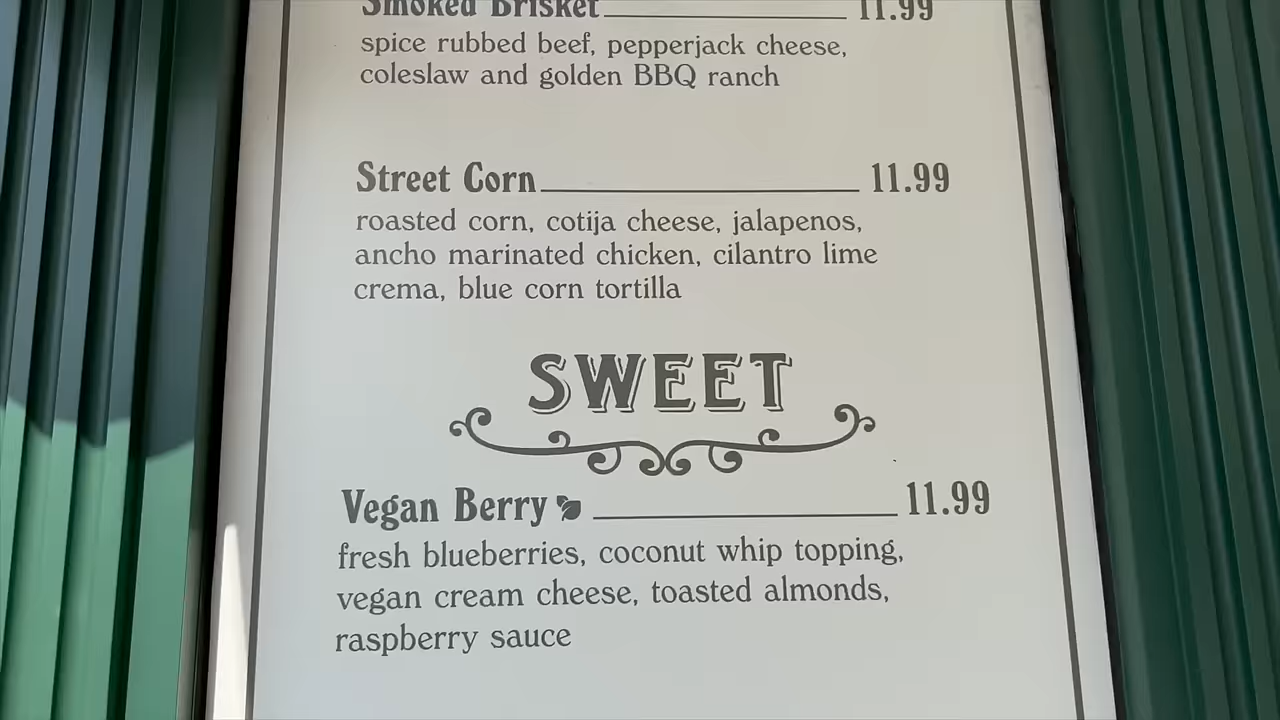 Smoked Brisket 11.99
spice rubbed beef, pepperjack cheese,
coleslaw and golden BBQ ranch
Street Corn 11.99
roasted corn, cotija cheese, jalapenos,
ancho marinated chicken, cilantro lime
crema, blue corn tortilla
SWEET
Vegan Berry 11.99
fresh blueberries, coconut whip topping,
vegan cream cheese, toasted almonds,
raspberry sauce